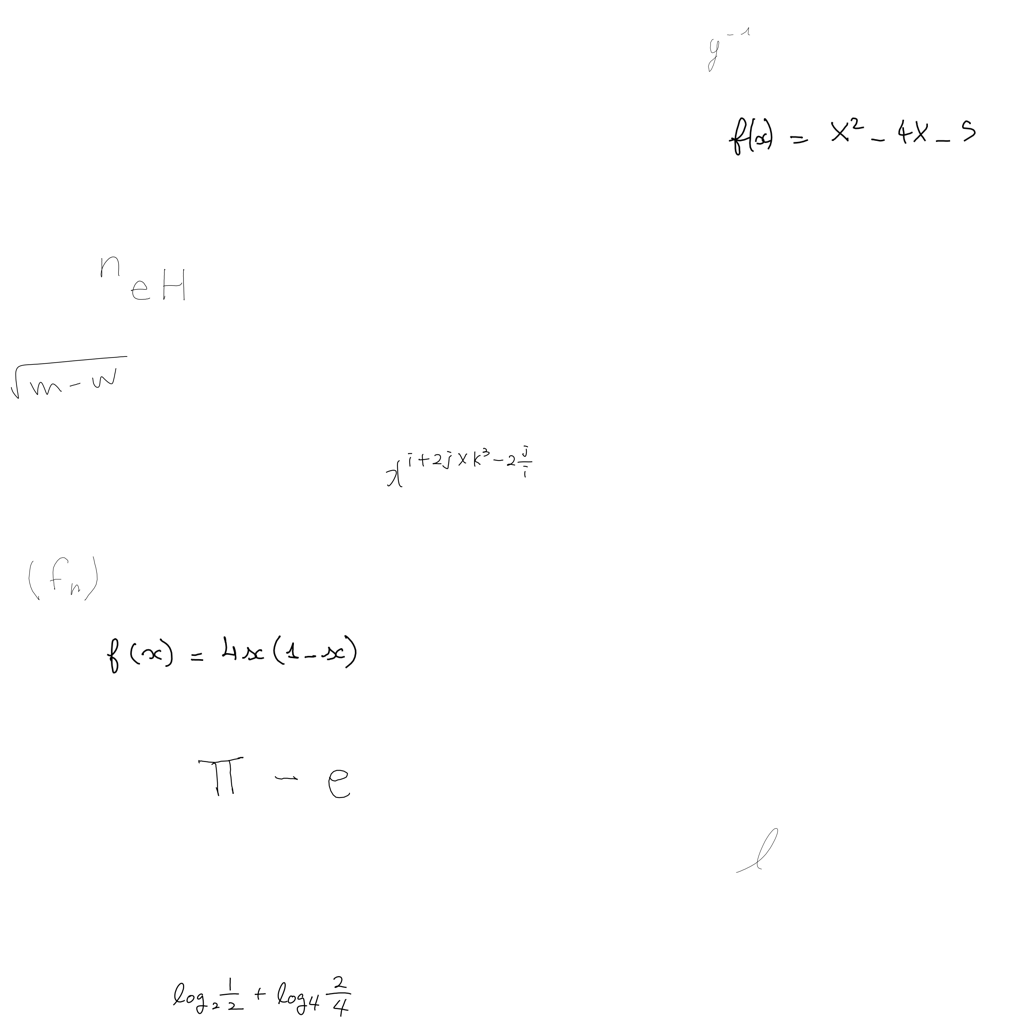 $y^{-1}$
$f(x) = x^2 - 4x - 5$
${}^{n}eH$
$\sqrt{m-w}$
$x^{i+2j \times k^3 - 2\frac{j}{i}}$
$(f_n)$
$f(x) = 4x(1-x)$
$\pi - e$
$l$
$\log_2 \frac{1}{2} + \log_4 \frac{2}{4}$